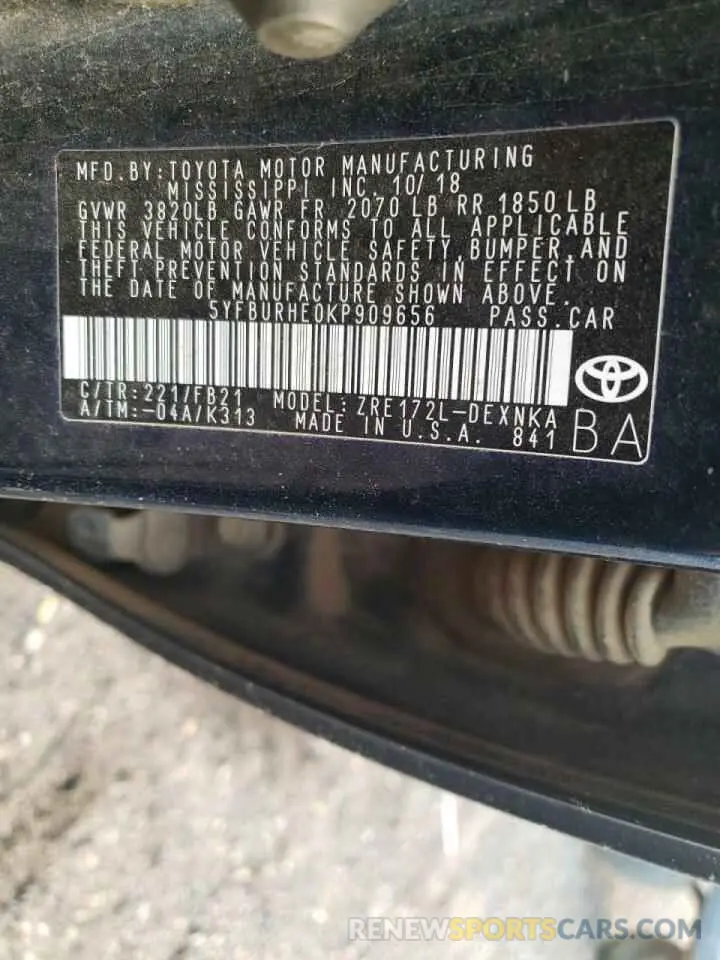 MFD.BY:TOYOTA MOTOR MANUFACTURING
MISSISSIPPI INC. 10/18
GVWR 3820LB GAWR FR 2070 LB RR 1850 LB
THIS VEHICLE CONFORMS TO ALL APPLICABLE
FEDERAL MOTOR VEHICLE SAFETY,BUMPER,AND
THEFT PREVENTION STANDARDS IN EFFECT ON
THE DATE OF MANUFACTURE SHOWN ABOVE.
5YFBURHE0KP909656 PASS.CAR
C/TR:2217FB21 MODEL:ZRE172L-DEXNKA
A/TM:-04A/K313 MADE IN U.S.A. 841
BA
RENEWSPORTSCARS.COM